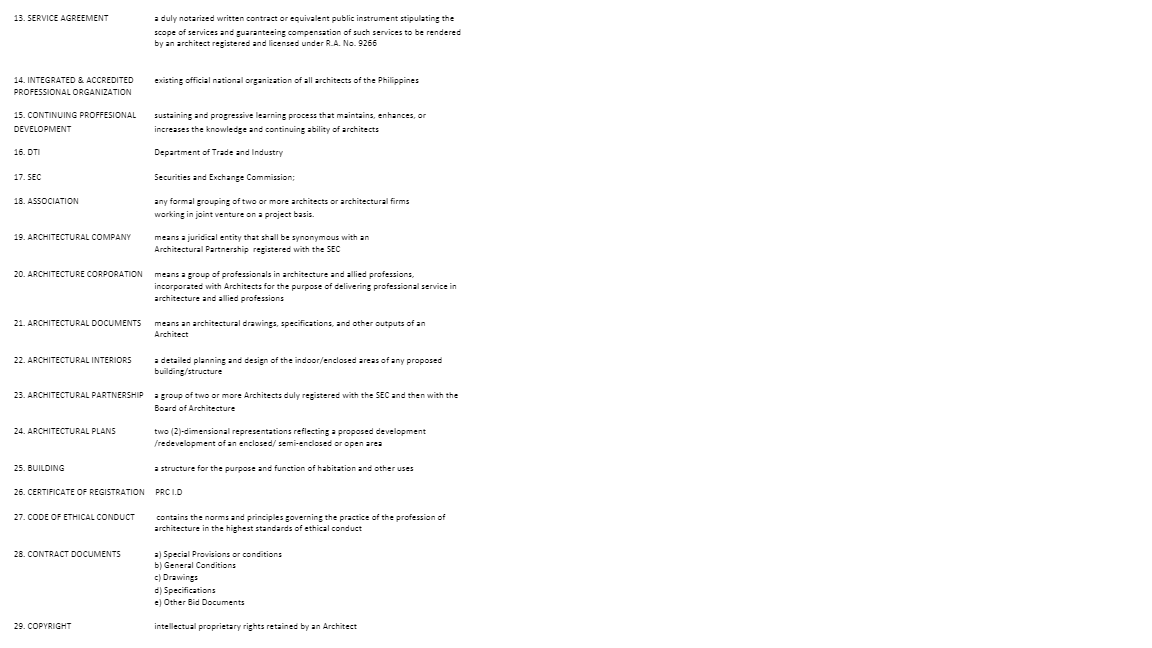 13. SERVICE AGREEMENT a duly notarized written contract or equivalent public instrument stipulating the
scope of services and guaranteeing compensation of such services to be rendered
by an architect registered and licensed under R.A. No. 9266
14. INTEGRATED & ACCREDITED existing official national organization of all architects of the Philippines
PROFESSIONAL ORGANIZATION
15. CONTINUING PROFFESIONAL sustaining and progressive learning process that maintains, enhances, or
DEVELOPMENT increases the knowledge and continuing ability of architects
16. DTI Department of Trade and Industry
17. SEC Securities and Exchange Commission;
18. ASSOCIATION any formal grouping of two or more architects or architectural firms
working in joint venture on a project basis.
19. ARCHITECTURAL COMPANY means a juridical entity that shall be synonymous with an
Architectural Partnership registered with the SEC
20. ARCHITECTURE CORPORATION means a group of professionals in architecture and allied professions,
incorporated with Architects for the purpose of delivering professional service in
architecture and allied professions
21. ARCHITECTURAL DOCUMENTS means an architectural drawings, specifications, and other outputs of an
Architect
22. ARCHITECTURAL INTERIORS a detailed planning and design of the indoor/enclosed areas of any proposed
building/structure
23. ARCHITECTURAL PARTNERSHIP a group of two or more Architects duly registered with the SEC and then with the
Board of Architecture
24. ARCHITECTURAL PLANS two (2)-dimensional representations reflecting a proposed development
/redevelopment of an enclosed/ semi-enclosed or open area
25. BUILDING a structure for the purpose and function of habitation and other uses
26. CERTIFICATE OF REGISTRATION PRC I.D
27. CODE OF ETHICAL CONDUCT contains the norms and principles governing the practice of the profession of
architecture in the highest standards of ethical conduct
28. CONTRACT DOCUMENTS a) Special Provisions or conditions
b) General Conditions
c) Drawings
d) Specifications
e) Other Bid Documents
29. COPYRIGHT intellectual proprietary rights retained by an Architect